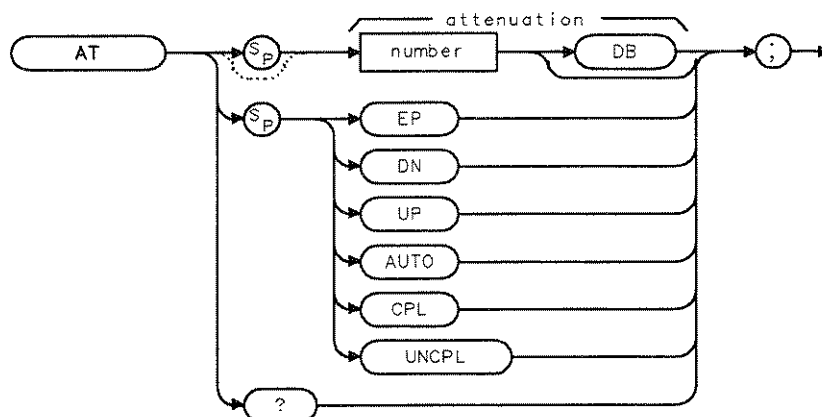 attenuation
AT SP number DB ;
SP EP
DN
UP
AUTO
CPL
UNCPL
?